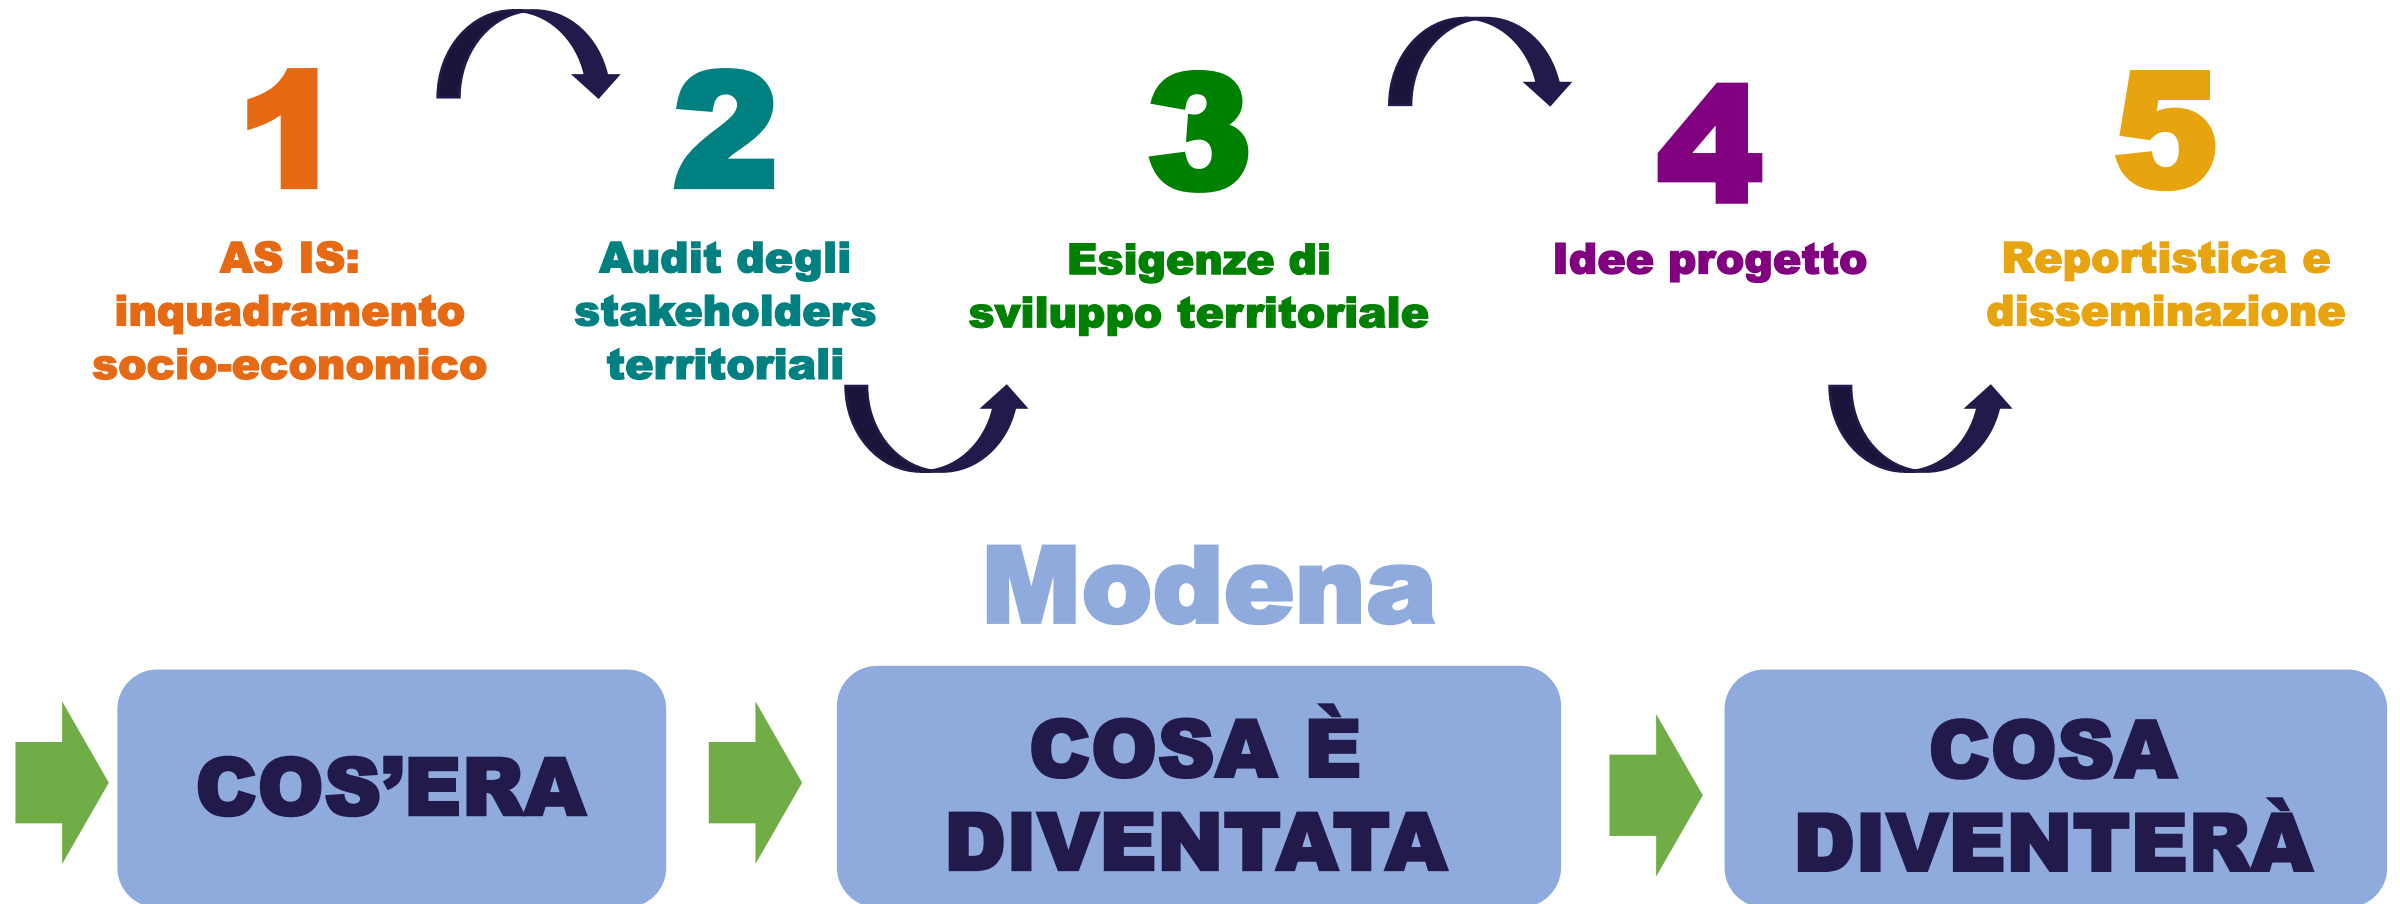 1
AS IS:
inquadramento
socio-economico
2
Audit degli
stakeholders
territoriali
3
Esigenze di
sviluppo territoriale
4
Idee progetto
5
Reportistica e
disseminazione
Modena
COS’ERA
COSA È
DIVENTATA
COSA
DIVENTERÀ